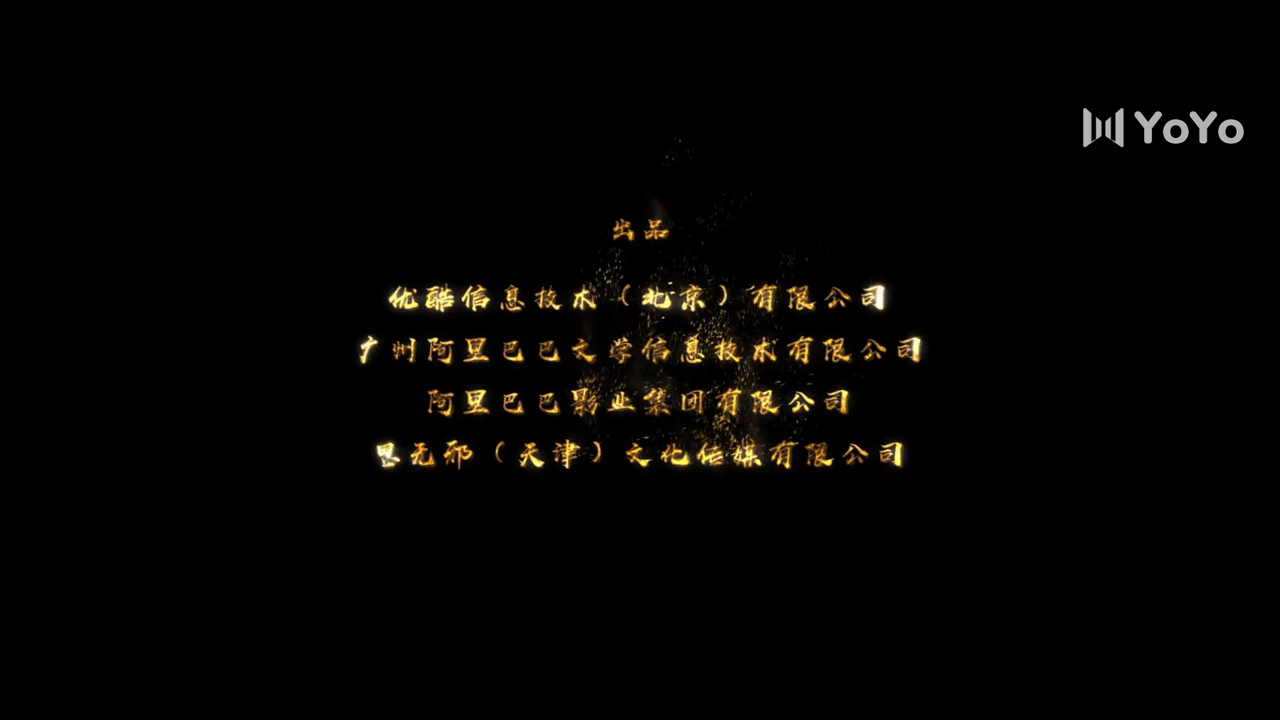 YoYo
出品
优酷信息技术（北京）有限公司
广州阿里巴巴文学信息技术有限公司
阿里巴巴影业集团有限公司
思无邪（天津）文化传媒有限公司